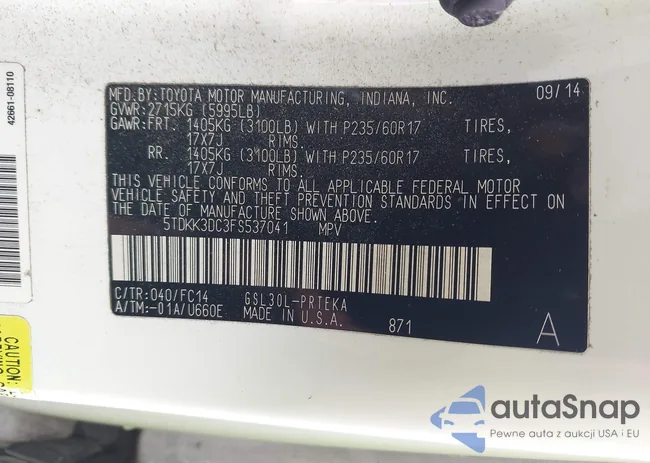 42661-08110
MFD.BY:TOYOTA MOTOR MANUFACTURING, INDIANA, INC. 09/14
GVWR:2715KG (5995LB)
GAWR:FRT. 1405KG (3100LB) WITH P235/60R17 TIRES,
17X7J RIMS.
RR. 1405KG (3100LB) WITH P235/60R17 TIRES,
17X7J RIMS.
THIS VEHICLE CONFORMS TO ALL APPLICABLE FEDERAL MOTOR
VEHICLE SAFETY AND THEFT PREVENTION STANDARDS IN EFFECT ON
THE DATE OF MANUFACTURE SHOWN ABOVE.
5TDKK3DC3FS537041 MPV
C/TR:040/FC14 GSL30L-PRTEKA
A/TM:-01A/U660E MADE IN U.S.A. 871 A
CAUTION:
autaSnap
Pewne auta z aukcji USA i EU